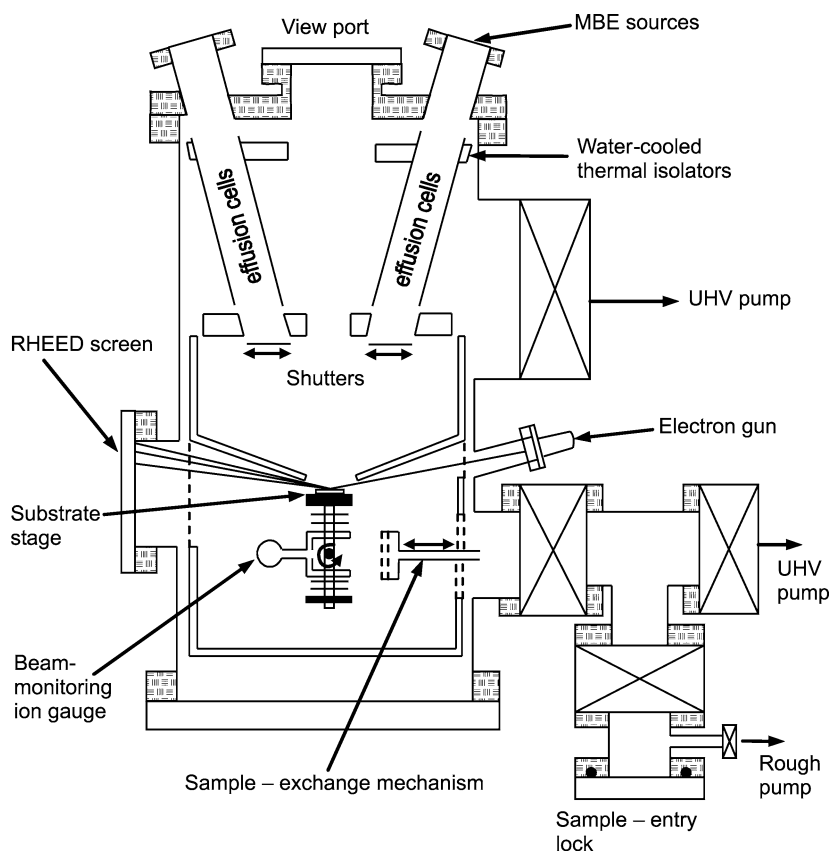 View port
MBE sources
Water-cooled
thermal isolators
effusion cells
effusion cells
UHV pump
RHEED screen
Shutters
Electron gun
Substrate
stage
UHV
pump
Beam-
monitoring
ion gauge
Sample – exchange mechanism
Rough
pump
Sample – entry
lock